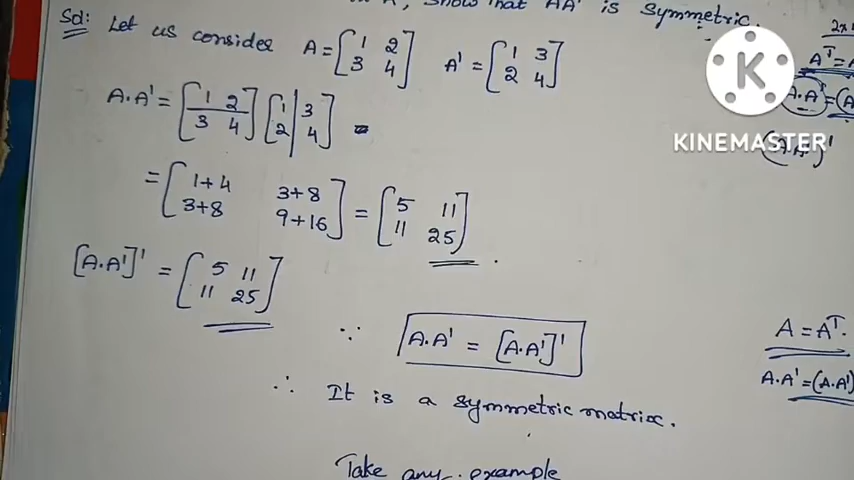 A, show that AA' is symmetric.
Sol: Let us consider A = [1 2 3 4] A' = [1 3 2 4]
A.A' = [1 2 3 4] [1 3 2 4] =
= [1+4 3+8 3+8 9+16] = [5 11 11 25]
[A.A']' = [5 11 11 25]
∵ A.A' = [A.A']'
∴ It is a symmetric matrix.
Take any example
A = Aᵀ.
A.A' = (A.A')
KINEMASTER